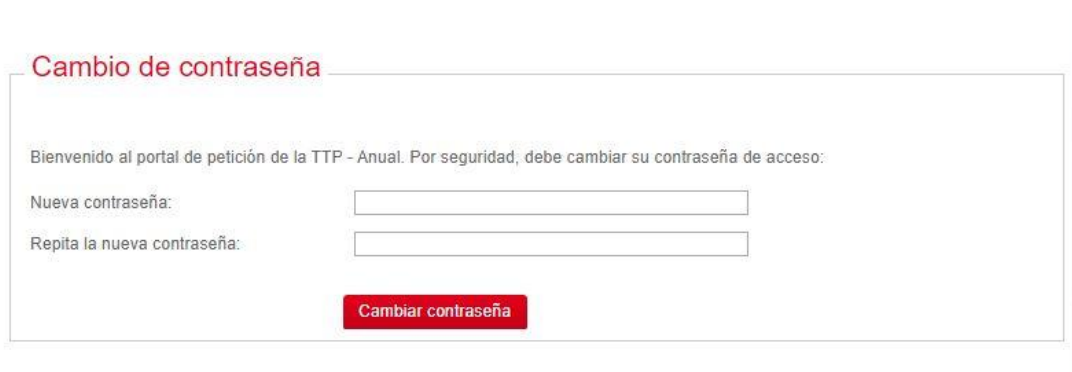 Cambio de contraseña
Bienvenido al portal de petición de la TTP - Anual. Por seguridad, debe cambiar su contraseña de acceso:
Nueva contraseña:
Repita la nueva contraseña:
Cambiar contraseña